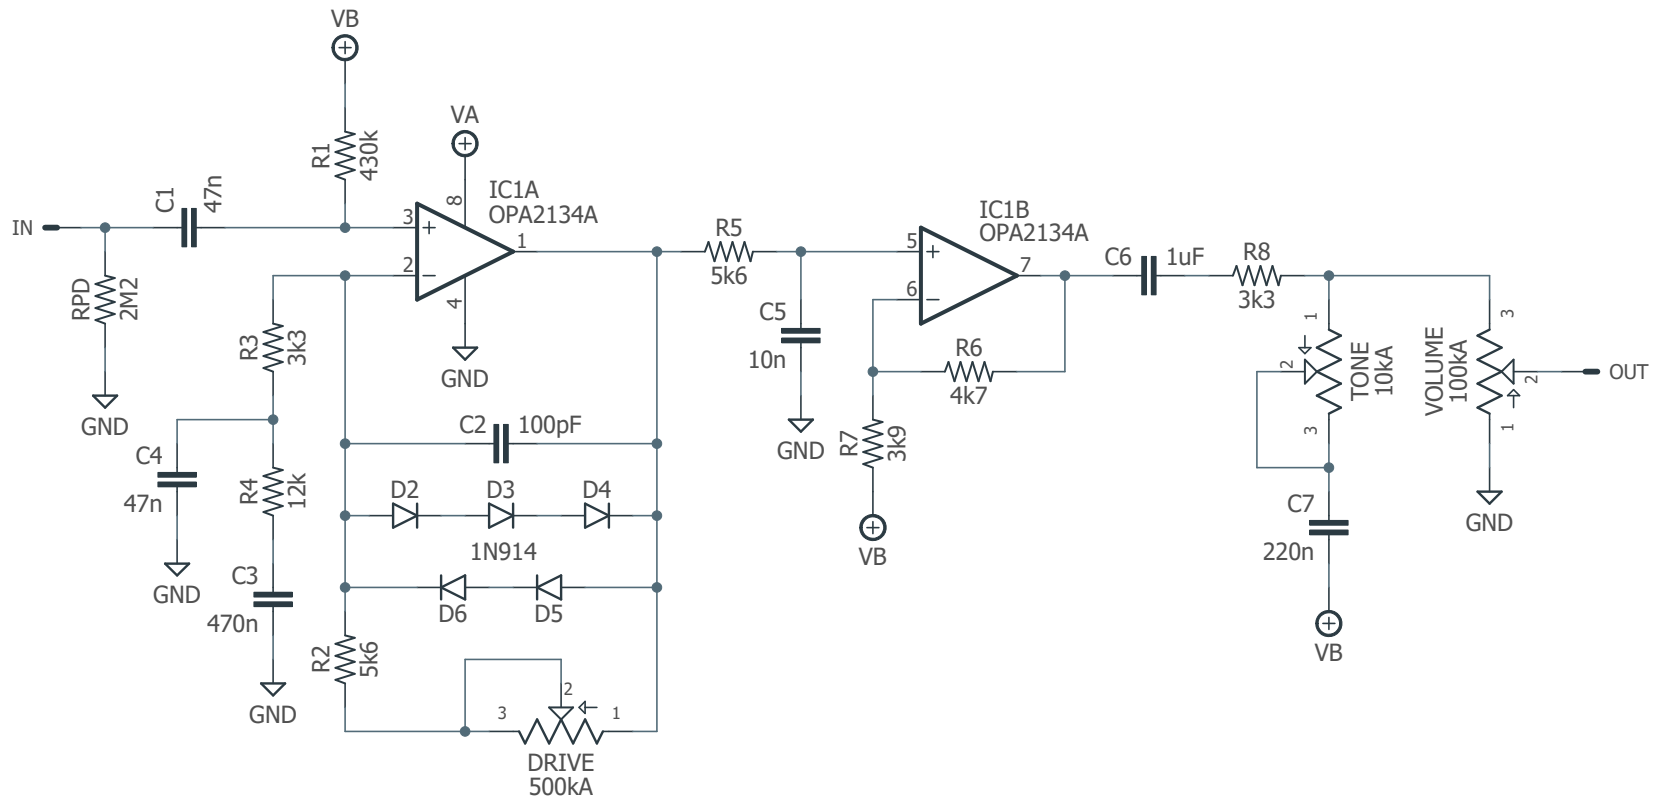 VB
VA
R1
430k
IC1A
OPA2134A
8
C1
47n
IN
3
+
1
2
−
4
GND
RPD
2M2
GND
R3
3k3
C4
47n
GND
R4
12k
C3
470n
GND
C2
100pF
D2
D3
D4
1N914
D6
D5
R2
5k6
3
2
1
DRIVE
500kA
R5
5k6
C5
10n
GND
IC1B
OPA2134A
5
+
7
6
−
R6
4k7
R7
3k9
VB
C6
1uF
R8
3k3
1
2
3
TONE
10kA
C7
220n
VB
3
VOLUME
100kA
2
1
OUT
GND